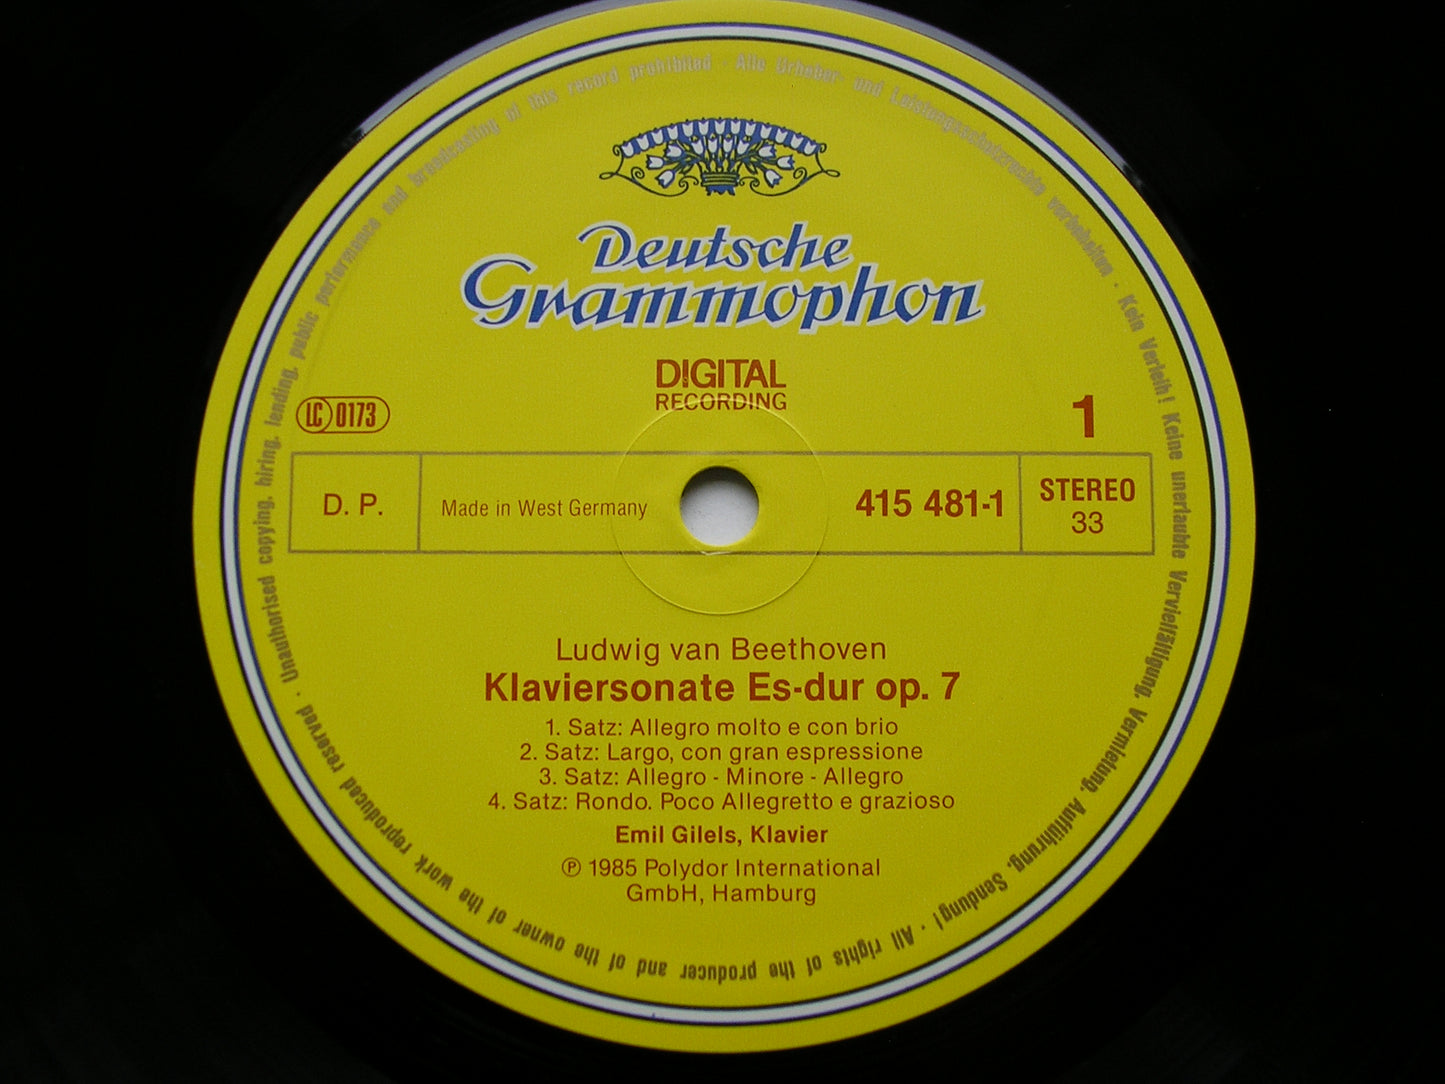 Deutsche
Grammophon
DIGITAL
RECORDING
LC 0173
1
D. P.
Made in West Germany
415 481-1
STEREO
33
Ludwig van Beethoven
Klaviersonate Es-dur op. 7
1. Satz: Allegro molto e con brio
2. Satz: Largo, con gran espressione
3. Satz: Allegro - Minore - Allegro
4. Satz: Rondo. Poco Allegretto e grazioso
Emil Gilels, Klavier
℗ 1985 Polydor International
GmbH, Hamburg
Alle Urheber- und Leistungsschutzrechte vorbehalten · Kein Verleih! Keine unerlaubte Vervielfältigung, Vermietung, Aufführung, Sendung! · All rights of the producer and of the owner of the work reproduced reserved · Unauthorised copying, hiring, lending, public performance and broadcasting of this record prohibited ·